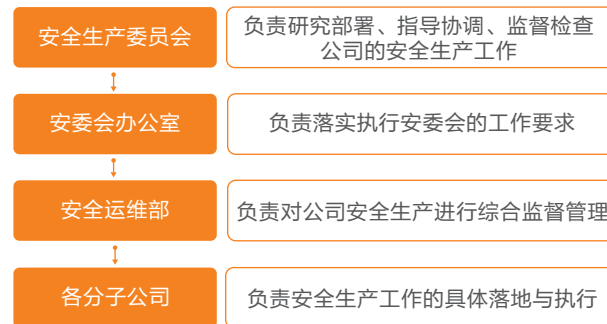 安全生产委员会
负责研究部署、指导协调、监督检查
公司的安全生产工作
安委会办公室
负责落实执行安委会的工作要求
安全运维部
负责对公司安全生产进行综合监督管理
各分子公司
负责安全生产工作的具体落地与执行